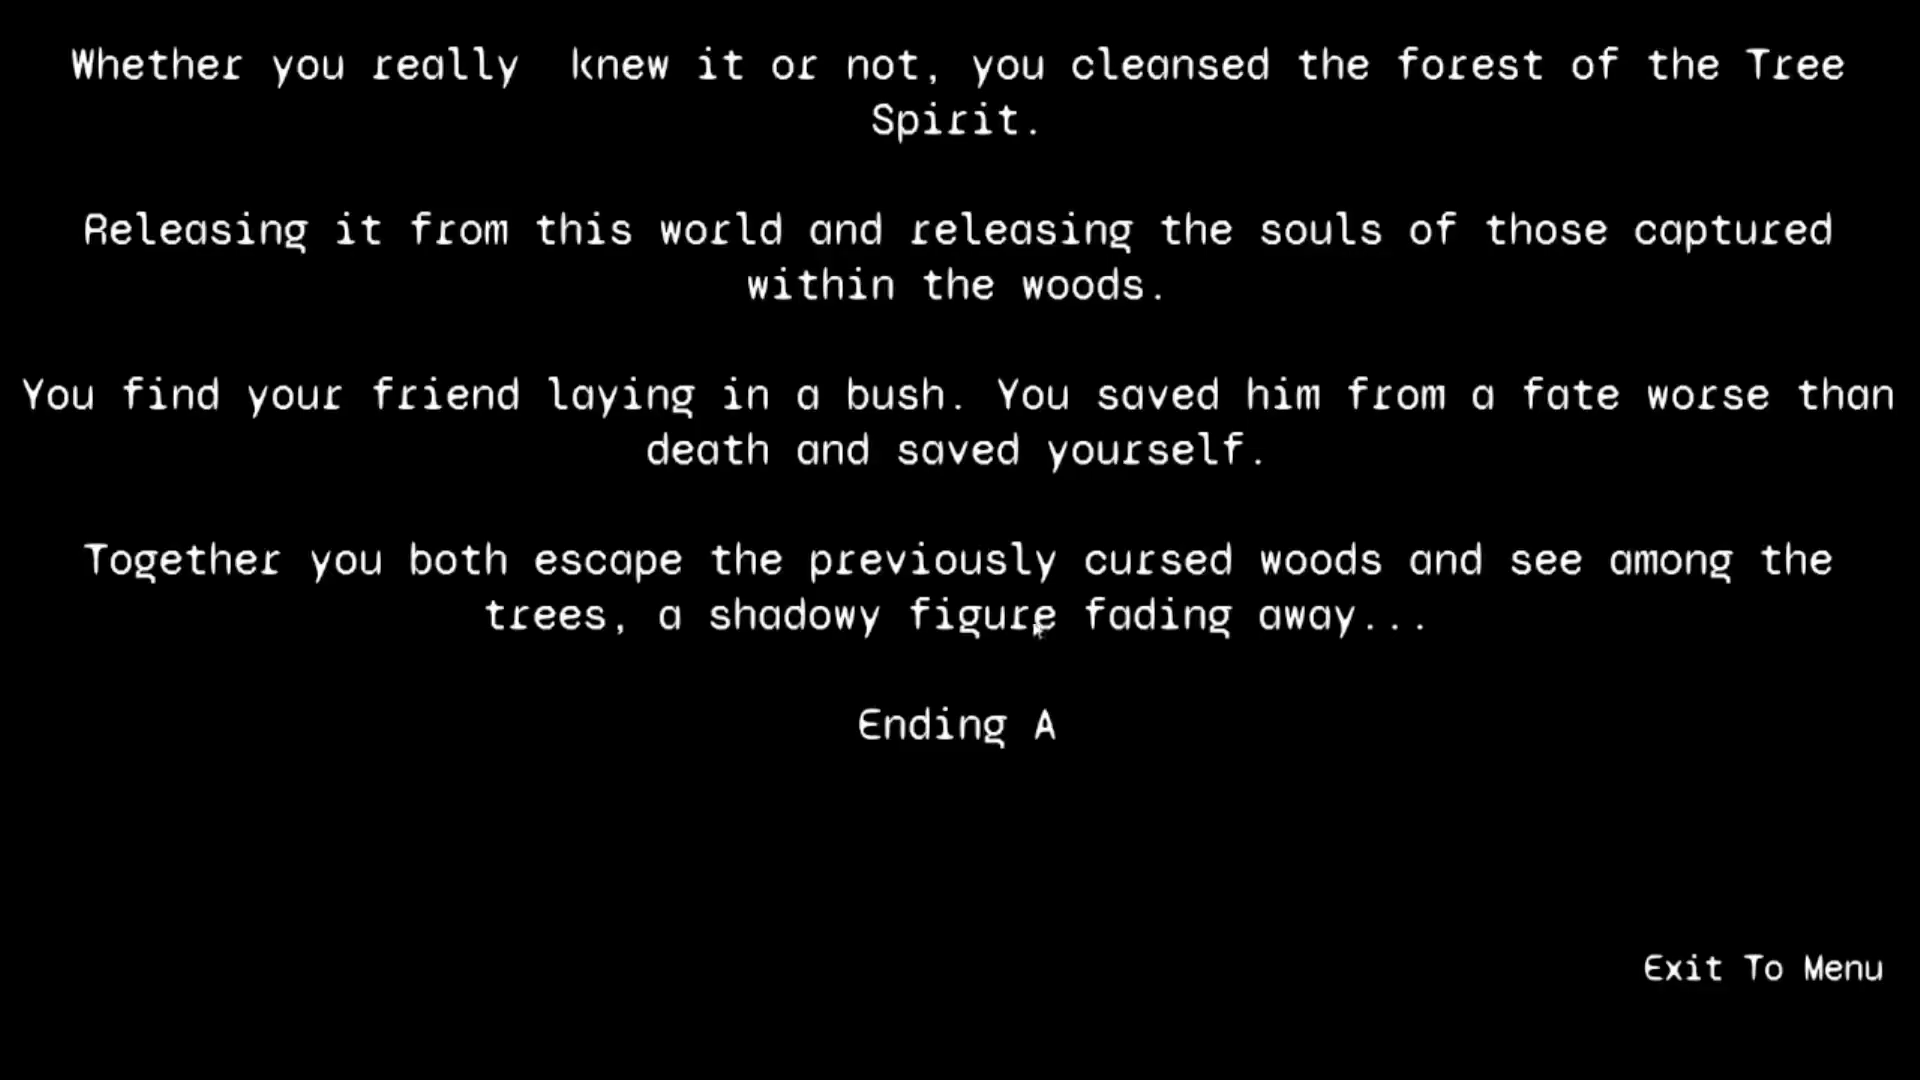 Whether you really  knew it or not, you cleansed the forest of the Tree
Spirit.
Releasing it from this world and releasing the souls of those captured
within the woods.
You find your friend laying in a bush. You saved him from a fate worse than
death and saved yourself.
Together you both escape the previously cursed woods and see among the
trees, a shadowy figure fading away...
Ending A
Exit To Menu